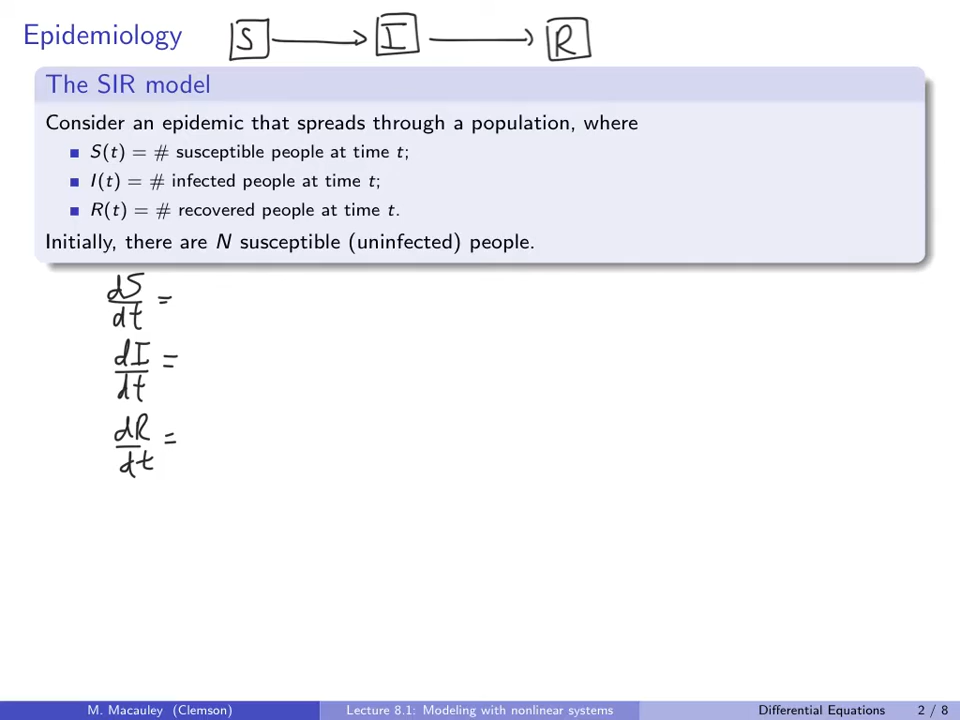 Epidemiology S I R
The SIR model
Consider an epidemic that spreads through a population, where
S(t) = # susceptible people at time t;
I(t) = # infected people at time t;
R(t) = # recovered people at time t.
Initially, there are N susceptible (uninfected) people.
dS/dt =
dI/dt =
dR/dt =
M. Macauley (Clemson) Lecture 8.1: Modeling with nonlinear systems Differential Equations 2 / 8